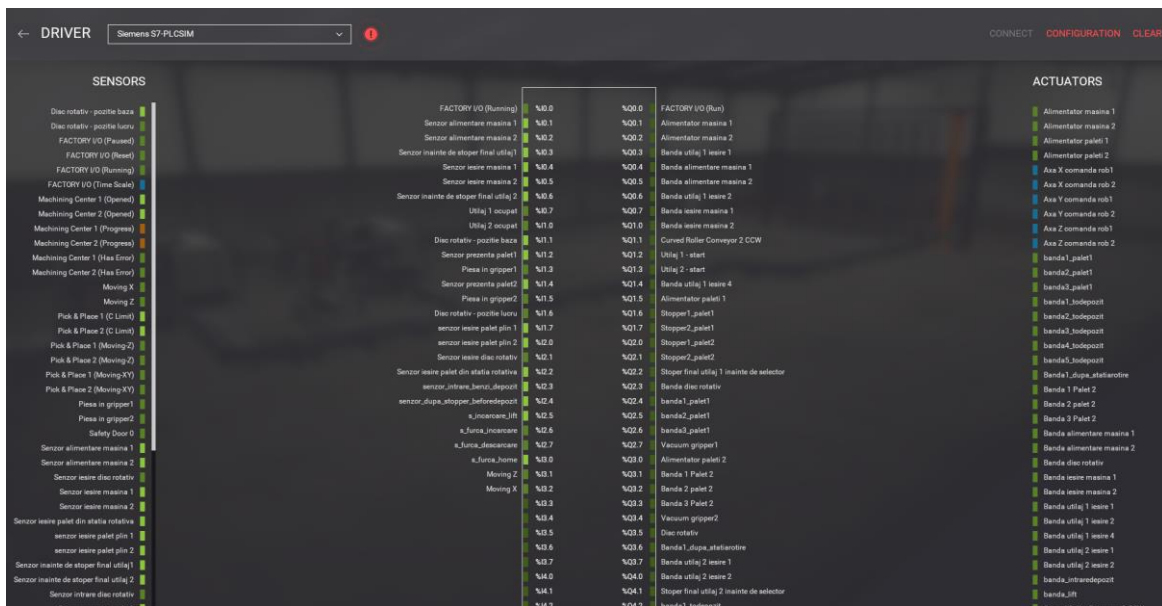 ← DRIVER Siemens S7-PLCSIM CONNECT CONFIGURATION CLEAR
SENSORS
Disc rotativ - pozitie baza
Disc rotativ - pozitie lucru
FACTORY I/O (Paused)
FACTORY I/O (Reset)
FACTORY I/O (Running)
FACTORY I/O (Time Scale)
Machining Center 1 (Opened)
Machining Center 2 (Opened)
Machining Center 1 (Progress)
Machining Center 2 (Progress)
Machining Center 1 (Has Error)
Machining Center 2 (Has Error)
Moving X
Moving Z
Pick & Place 1 (C Limit)
Pick & Place 2 (C Limit)
Pick & Place 1 (Moving-Z)
Pick & Place 2 (Moving-Z)
Pick & Place 1 (Moving-XY)
Pick & Place 2 (Moving-XY)
Piesa in gripper1
Piesa in gripper2
Safety Door 0
Senzor alimentare masina 1
Senzor alimentare masina 2
Senzor iesire disc rotativ
Senzor iesire masina 1
Senzor iesire masina 2
Senzor iesire palet din statia rotativa
senzor iesire palet plin 1
senzor iesire palet plin 2
Senzor inainte de stoper final utilaj1
Senzor inainte de stoper final utilaj 2
Senzor intrare disc rotativ
FACTORY I/O (Running) %I0.0 %Q0.0 FACTORY I/O (Run)
Senzor alimentare masina 1 %I0.1 %Q0.1 Alimentator masina 1
Senzor alimentare masina 2 %I0.2 %Q0.2 Alimentator masina 2
Senzor inainte de stoper final utilaj1 %I0.3 %Q0.3 Banda utilaj 1 iesire 1
Senzor iesire masina 1 %I0.4 %Q0.4 Banda alimentare masina 1
Senzor iesire masina 2 %I0.5 %Q0.5 Banda alimentare masina 2
Senzor inainte de stoper final utilaj 2 %I0.6 %Q0.6 Banda utilaj 1 iesire 2
Utilaj 1 ocupat %I0.7 %Q0.7 Banda iesire masina 1
Utilaj 2 ocupat %I1.0 %Q1.0 Banda iesire masina 2
Disc rotativ - pozitie baza %I1.1 %Q1.1 Curved Roller Conveyor 2 CCW
Senzor prezenta palet1 %I1.2 %Q1.2 Utilaj 1 - start
Piesa in gripper1 %I1.3 %Q1.3 Utilaj 2 - start
Senzor prezenta palet2 %I1.4 %Q1.4 Banda utilaj 1 iesire 4
Piesa in gripper2 %I1.5 %Q1.5 Alimentator paleti 1
Disc rotativ - pozitie lucru %I1.6 %Q1.6 Stopper1_palet1
senzor iesire palet plin 1 %I1.7 %Q1.7 Stopper2_palet1
senzor iesire palet plin 2 %I2.0 %Q2.0 Stopper1_palet2
Senzor iesire disc rotativ %I2.1 %Q2.1 Stopper2_palet2
Senzor iesire palet din statia rotativa %I2.2 %Q2.2 Stoper final utilaj 1 inainte de selector
senzor_intrare_benzi_depozit %I2.3 %Q2.3 Banda disc rotativ
senzor_dupa_stopper_beforedepozit %I2.4 %Q2.4 banda1_palet1
s_incarcare_lift %I2.5 %Q2.5 banda2_palet1
s_furca_incarcare %I2.6 %Q2.6 banda3_palet1
s_furca_descarcare %I2.7 %Q2.7 Vacuum gripper1
s_furca_home %I3.0 %Q3.0 Alimentator paleti 2
Moving Z %I3.1 %Q3.1 Banda 1 Palet 2
Moving X %I3.2 %Q3.2 Banda 2 palet 2
%I3.3 %Q3.3 Banda 3 Palet 2
%I3.4 %Q3.4 Vacuum gripper2
%I3.5 %Q3.5 Disc rotativ
%I3.6 %Q3.6 Banda1_dupa_statiarotire
%I3.7 %Q3.7 Banda utilaj 2 iesire 1
%I4.0 %Q4.0 Banda utilaj 2 iesire 2
%I4.1 %Q4.1 Stoper final utilaj 2 inainte de selector
%I4.2 %Q4.2 banda1_todepozit
ACTUATORS
Alimentator masina 1
Alimentator masina 2
Alimentator paleti 1
Alimentator paleti 2
Axa X comanda rob1
Axa X comanda rob 2
Axa Y comanda rob1
Axa Y comanda rob 2
Axa Z comanda rob1
Axa Z comanda rob 2
banda1_palet1
banda2_palet1
banda3_palet1
banda1_todepozit
banda2_todepozit
banda3_todepozit
banda4_todepozit
banda5_todepozit
Banda1_dupa_statiarotire
Banda 1 Palet 2
Banda 2 palet 2
Banda 3 Palet 2
Banda alimentare masina 1
Banda alimentare masina 2
Banda disc rotativ
Banda iesire masina 1
Banda iesire masina 2
Banda utilaj 1 iesire 1
Banda utilaj 1 iesire 2
Banda utilaj 1 iesire 4
Banda utilaj 2 iesire 1
Banda utilaj 2 iesire 2
banda_intraredepozit
banda_lift